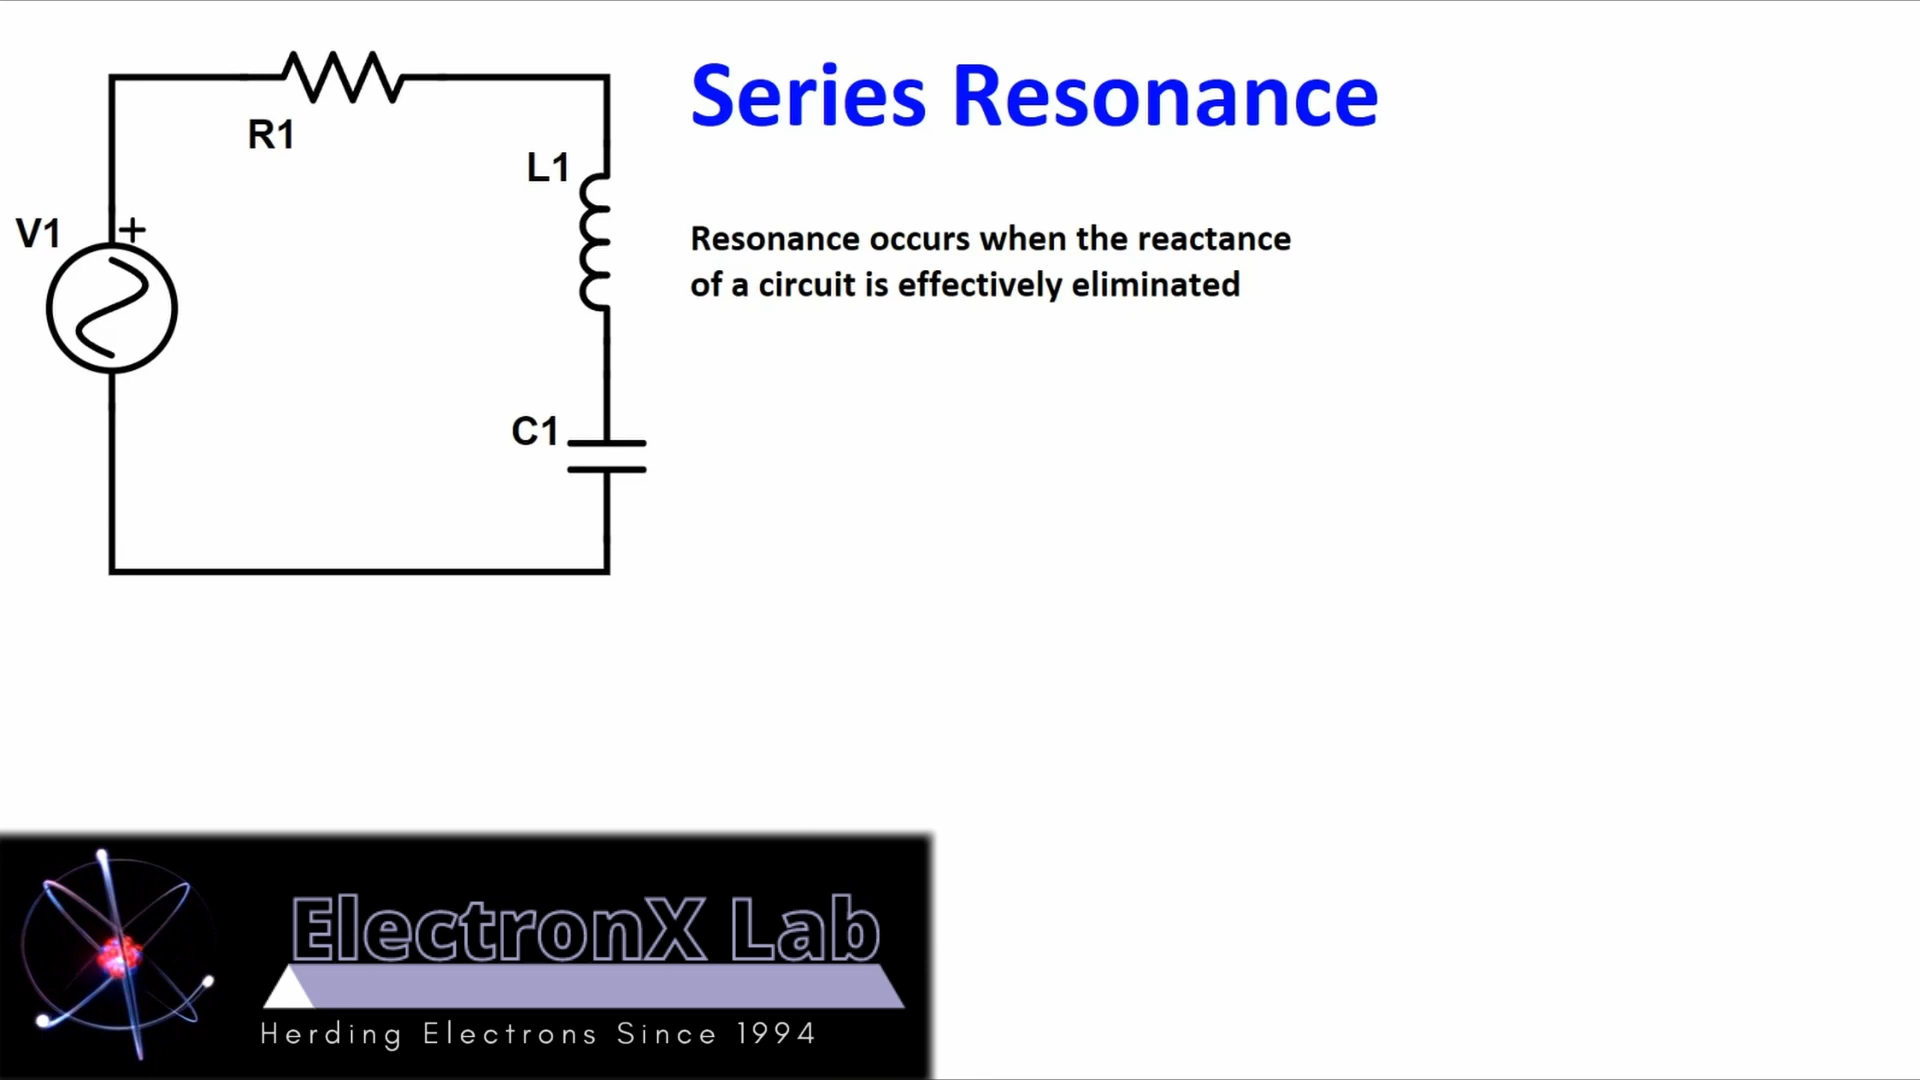 Series Resonance
R1
L1
V1
+
Resonance occurs when the reactance
of a circuit is effectively eliminated
C1
ElectronX Lab
Herding Electrons Since 1994